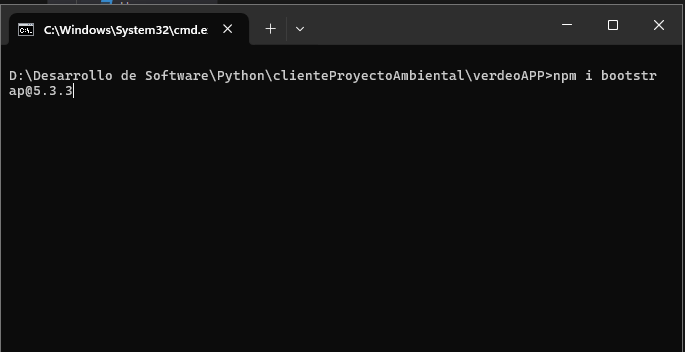 C:\Windows\System32\cmd.e
D:\Desarrollo de Software\Python\clienteProyectoAmbiental\verdeoAPP>npm i bootstr
ap@5.3.3